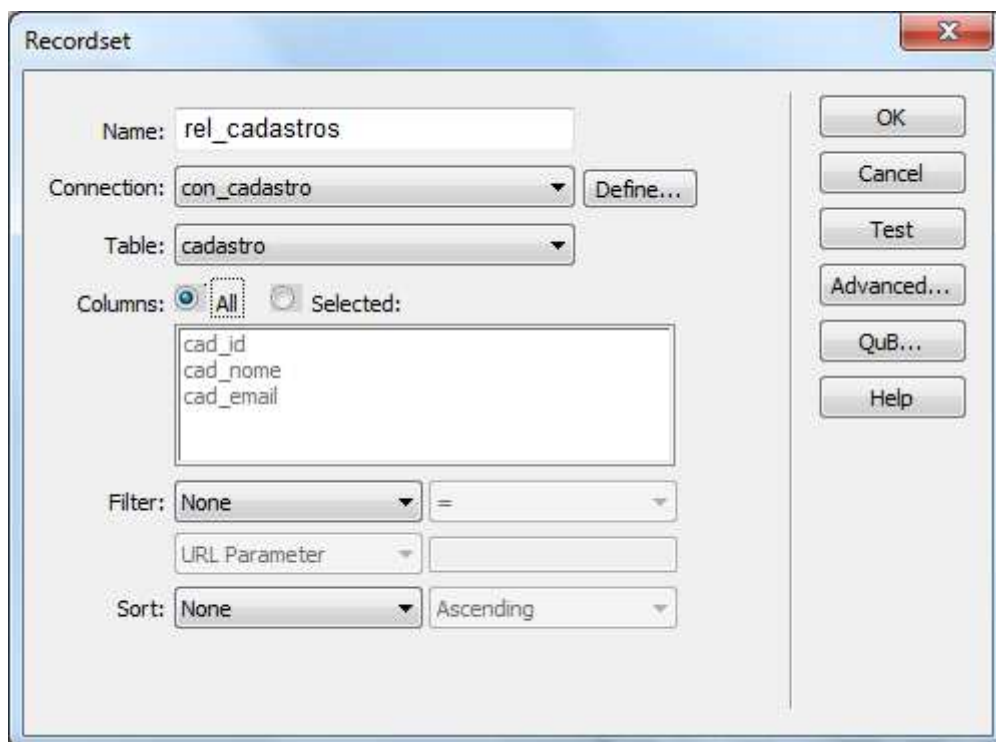 Recordset
Name: rel_cadastros
Connection: con_cadastro Define...
Table: cadastro
Columns: All Selected:
cad_id
cad_nome
cad_email
Filter: None =
URL Parameter
Sort: None Ascending
OK
Cancel
Test
Advanced...
QuB...
Help